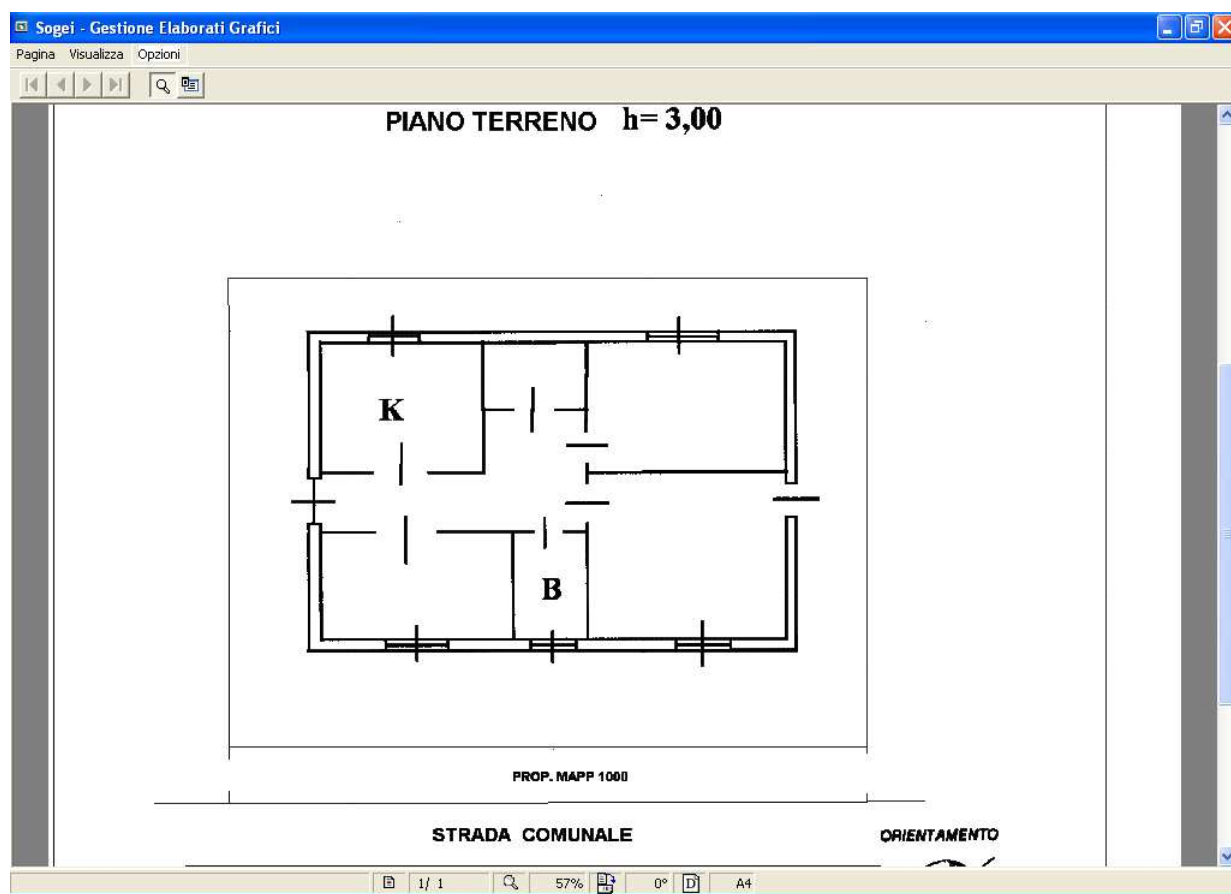 Sogei - Gestione Elaborati Grafici
Pagina Visualizza Opzioni
PIANO TERRENO h= 3,00
K
B
PROP. MAPP 1000
STRADA COMUNALE
ORIENTAMENTO
1/ 1 57% 0° D A4